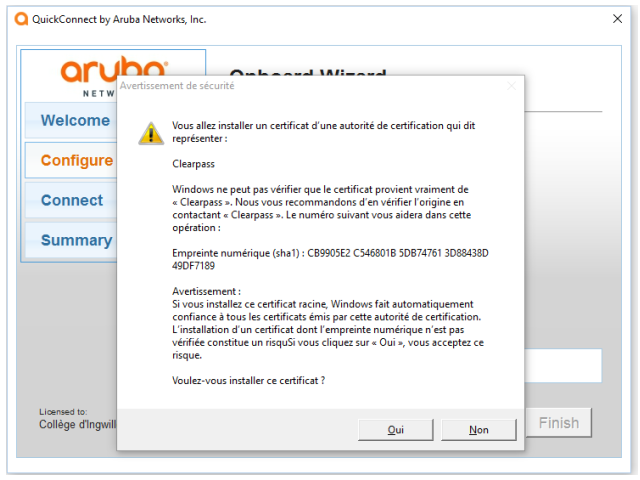 QuickConnect by Aruba Networks, Inc.
aruba
NETW
Onboard Wizard
Avertissement de sécurité
Welcome
Configure
Connect
Summary
Vous allez installer un certificat d'une autorité de certification qui dit
représenter :
Clearpass
Windows ne peut pas vérifier que le certificat provient vraiment de
« Clearpass ». Nous vous recommandons d'en vérifier l'origine en
contactant « Clearpass ». Le numéro suivant vous aidera dans cette
opération :
Empreinte numérique (sha1) : CB9905E2 C546801B 5DB74761 3D88438D
49DF7189
Avertissement :
Si vous installez ce certificat racine, Windows fait automatiquement
confiance à tous les certificats émis par cette autorité de certification.
L'installation d'un certificat dont l'empreinte numérique n'est pas
vérifiée constitue un risquSi vous cliquez sur « Oui », vous acceptez ce
risque.
Voulez-vous installer ce certificat ?
Oui
Non
Licensed to:
Collège d'Ingwill
Finish